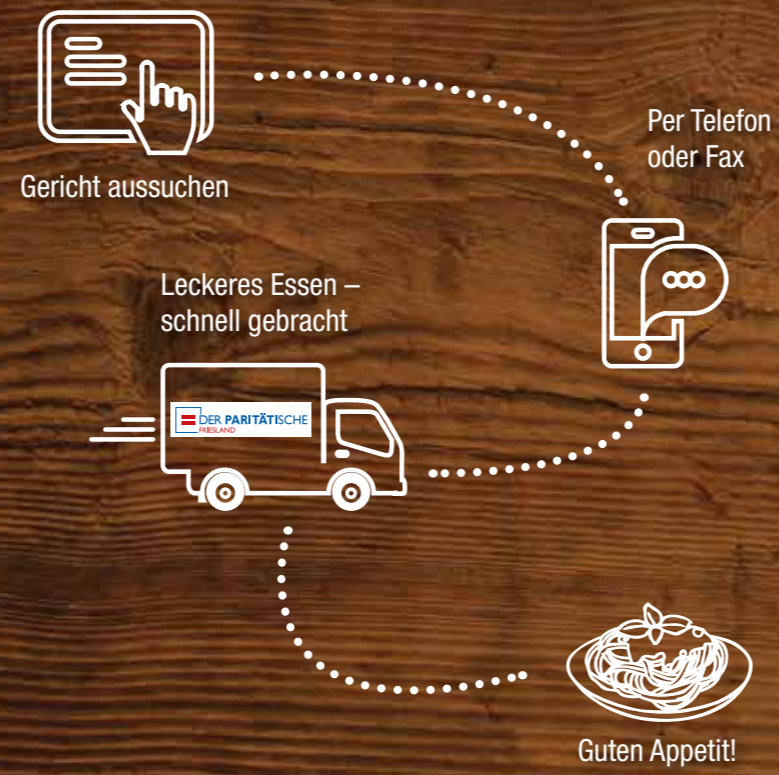 Gericht aussuchen
Per Telefon
oder Fax
Leckeres Essen –
schnell gebracht
DER PARITÄTISCHE
FRIESLAND
Guten Appetit!